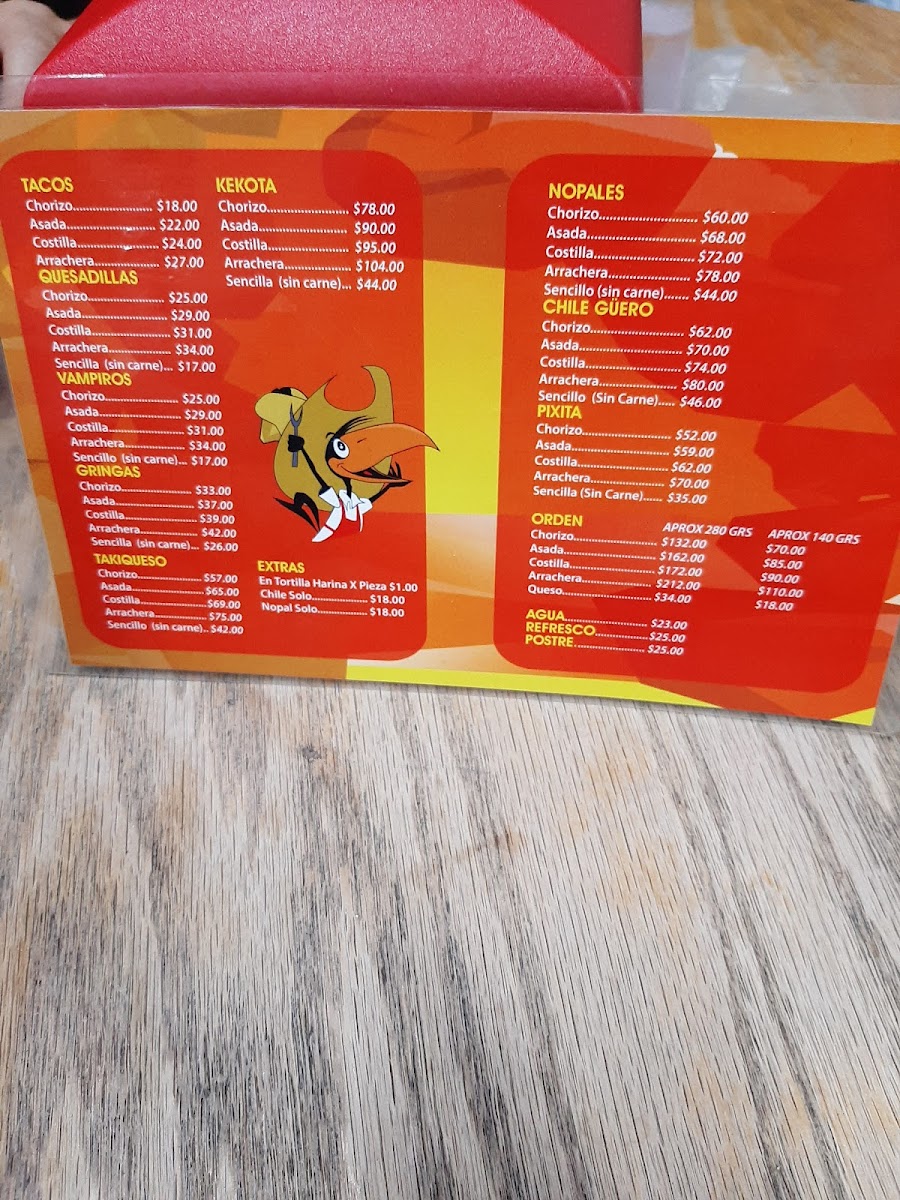 TACOS
Chorizo..................... $18.00
Asada........................ $22.00
Costilla...................... $24.00
Arrachera.................. $27.00
QUESADILLAS
Chorizo..................... $25.00
Asada........................ $29.00
Costilla...................... $31.00
Arrachera.................. $34.00
Sencilla (sin carne)... $17.00
VAMPIROS
Chorizo..................... $25.00
Asada........................ $29.00
Costilla...................... $31.00
Arrachera.................. $34.00
Sencillo (sin carne)... $17.00
GRINGAS
Chorizo..................... $33.00
Asada........................ $37.00
Costilla...................... $39.00
Arrachera.................. $42.00
Sencilla (sin carne)... $26.00
TAKIQUESO
Chorizo..................... $57.00
Asada........................ $65.00
Costilla...................... $69.00
Arrachera.................. $75.00
Sencillo (sin carne).. $42.00
KEKOTA
Chorizo..................... $78.00
Asada........................ $90.00
Costilla...................... $95.00
Arrachera.................. $104.00
Sencilla (sin carne)... $44.00
EXTRAS
En Tortilla Harina X Pieza $1.00
Chile Solo.................... $18.00
Nopal Solo................... $18.00
NOPALES
Chorizo.......................... $60.00
Asada............................. $68.00
Costilla........................... $72.00
Arrachera....................... $78.00
Sencillo (sin carne)....... $44.00
CHILE GÜERO
Chorizo.......................... $62.00
Asada............................. $70.00
Costilla........................... $74.00
Arrachera....................... $80.00
Sencillo (Sin Carne)..... $46.00
PIXITA
Chorizo.......................... $52.00
Asada............................. $59.00
Costilla........................... $62.00
Arrachera....................... $70.00
Sencilla (Sin Carne)...... $35.00
ORDEN APROX 280 GRS APROX 140 GRS
Chorizo....................... $132.00 $70.00
Asada.......................... $162.00 $85.00
Costilla........................ $172.00 $90.00
Arrachera.................... $212.00 $110.00
Queso......................... $34.00 $18.00
AGUA...................... $23.00
REFRESCO..................... $25.00
POSTRE.................... $25.00